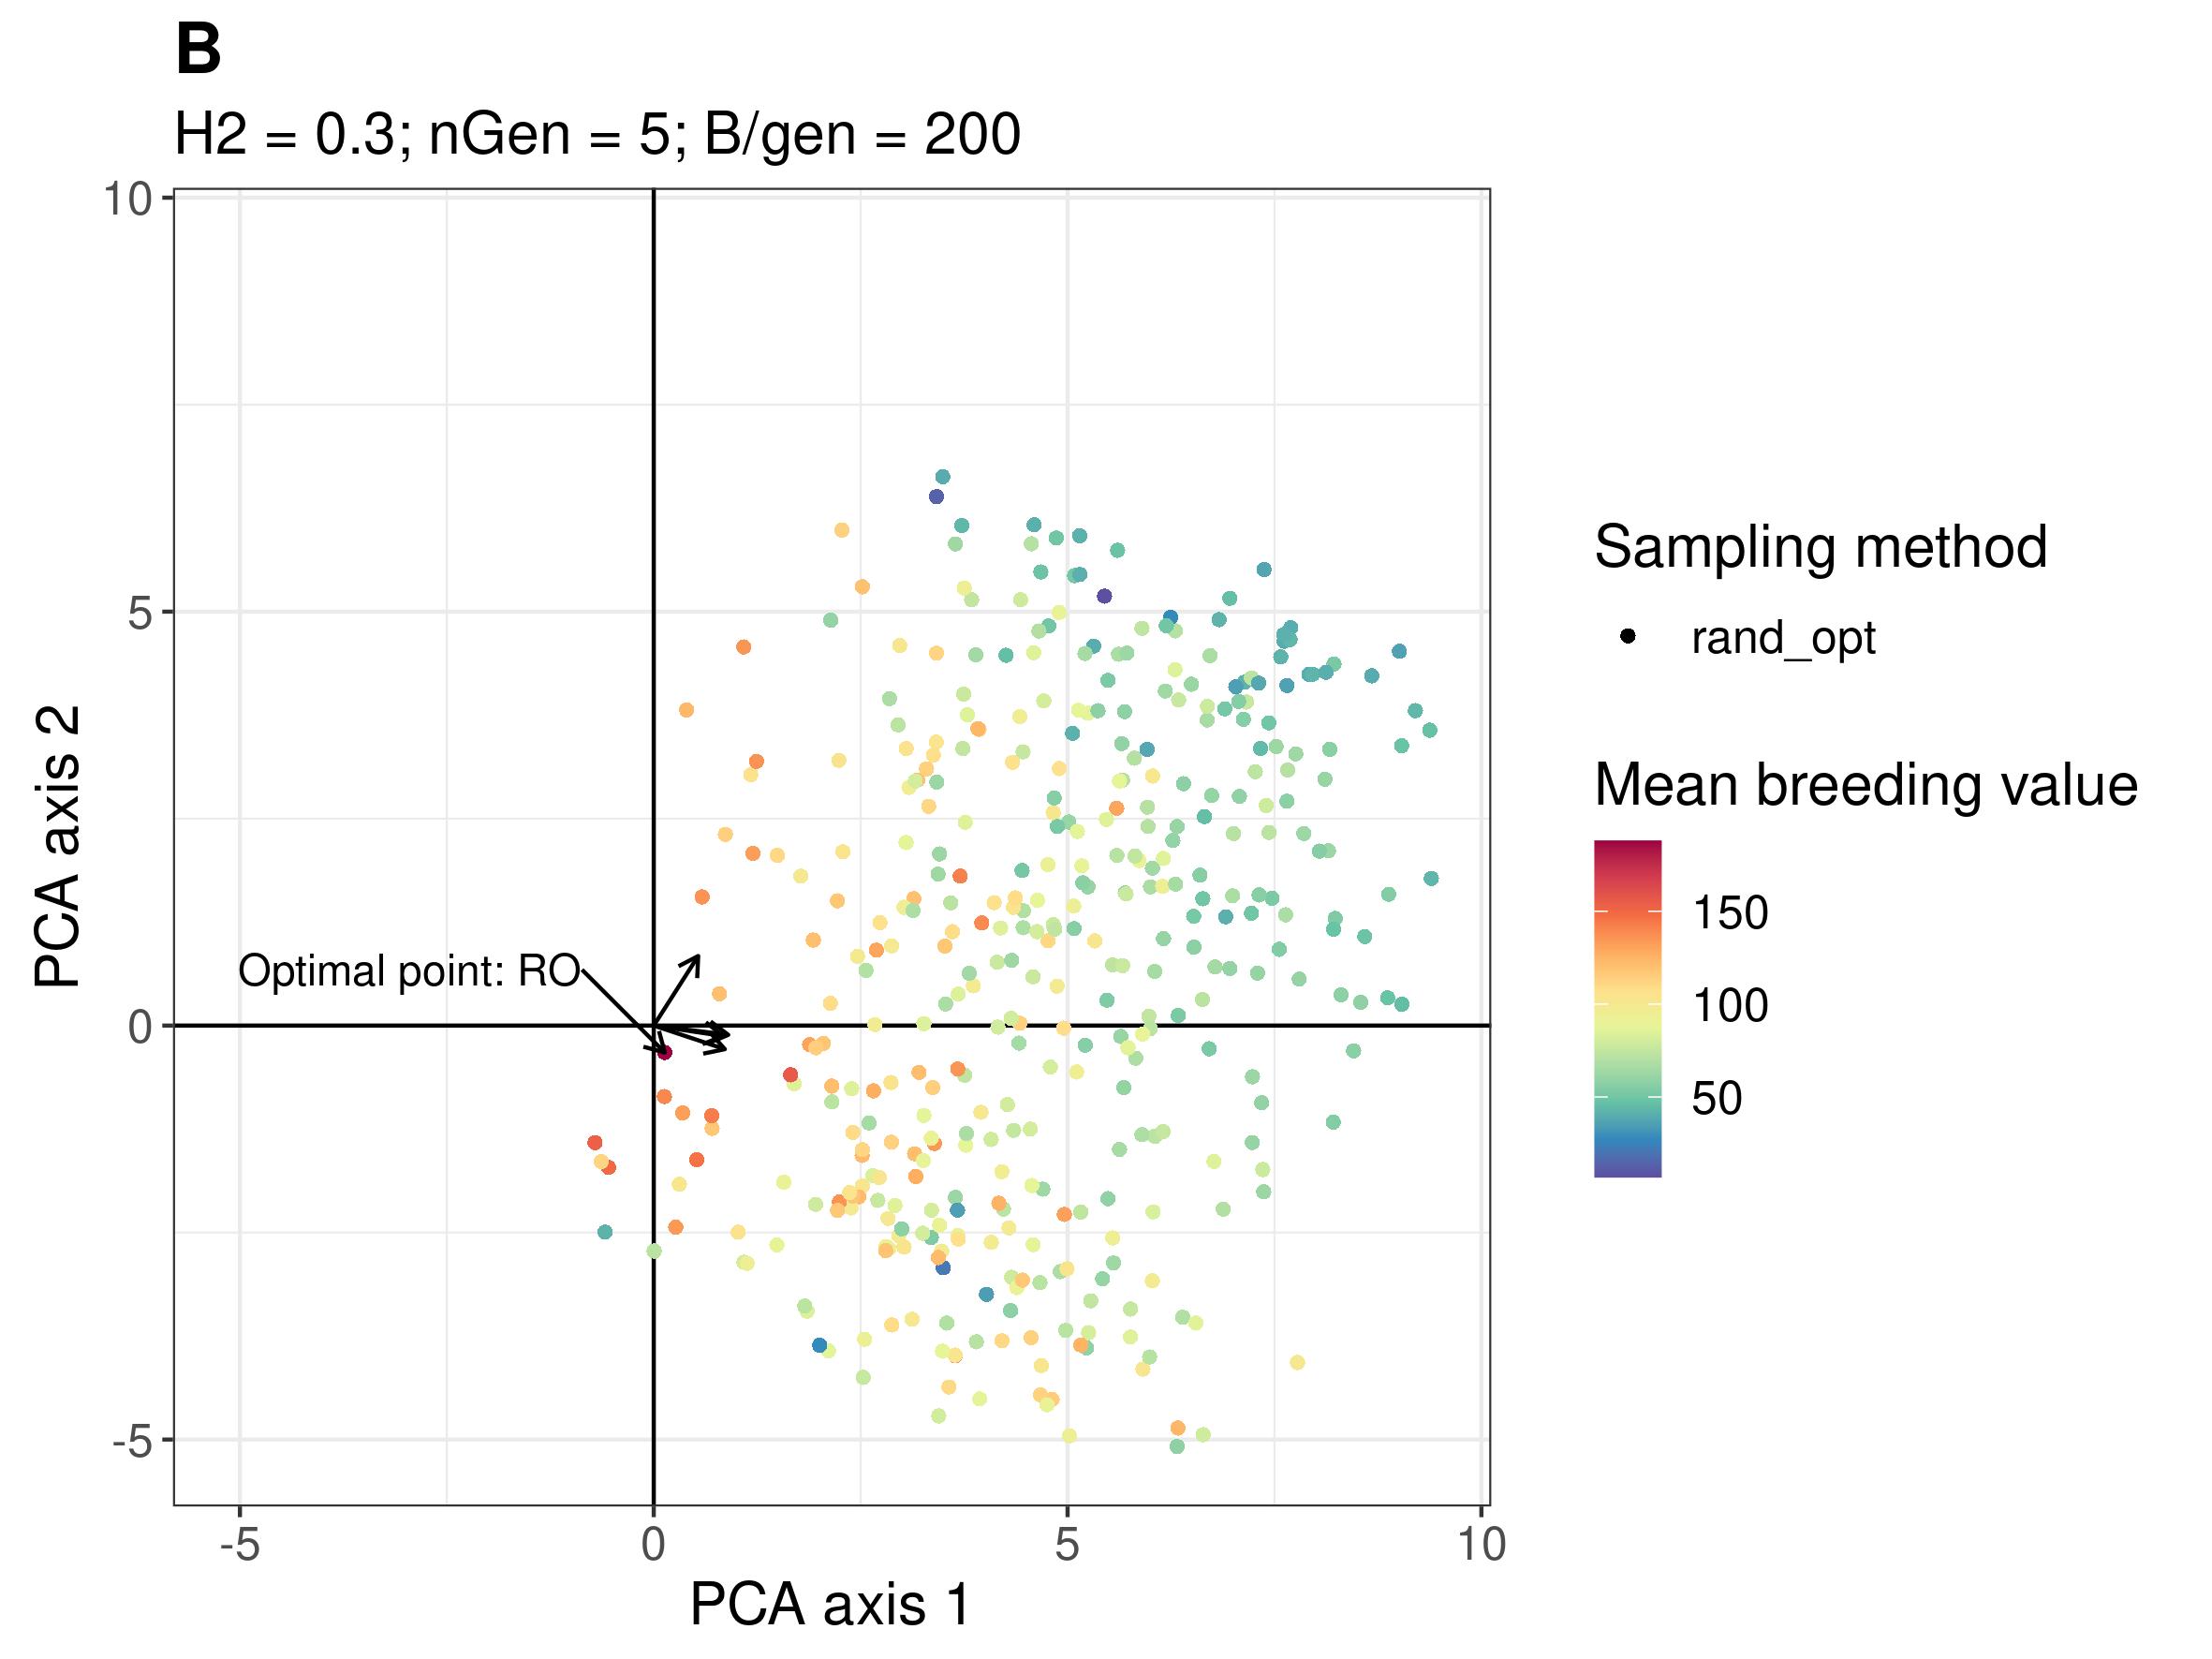 B
H2 = 0.3; nGen = 5; B/gen = 200
10
5
0
-5
PCA axis 2
Optimal point: RO
-5
0
5
10
PCA axis 1
Sampling method
rand_opt
Mean breeding value
150
100
50